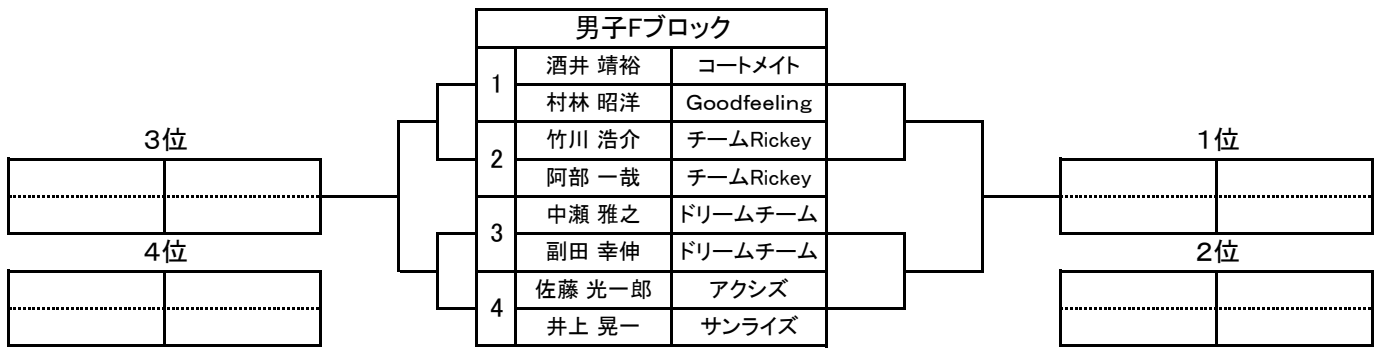 男子Fブロック
1 酒井 靖裕 コートメイト
村林 昭洋 Goodfeeling
2 竹川 浩介 チームRickey
阿部 一哉 チームRickey
3 中瀬 雅之 ドリームチーム
副田 幸伸 ドリームチーム
4 佐藤 光一郎 アクシズ
井上 晃一 サンライズ
3位
4位
1位
2位